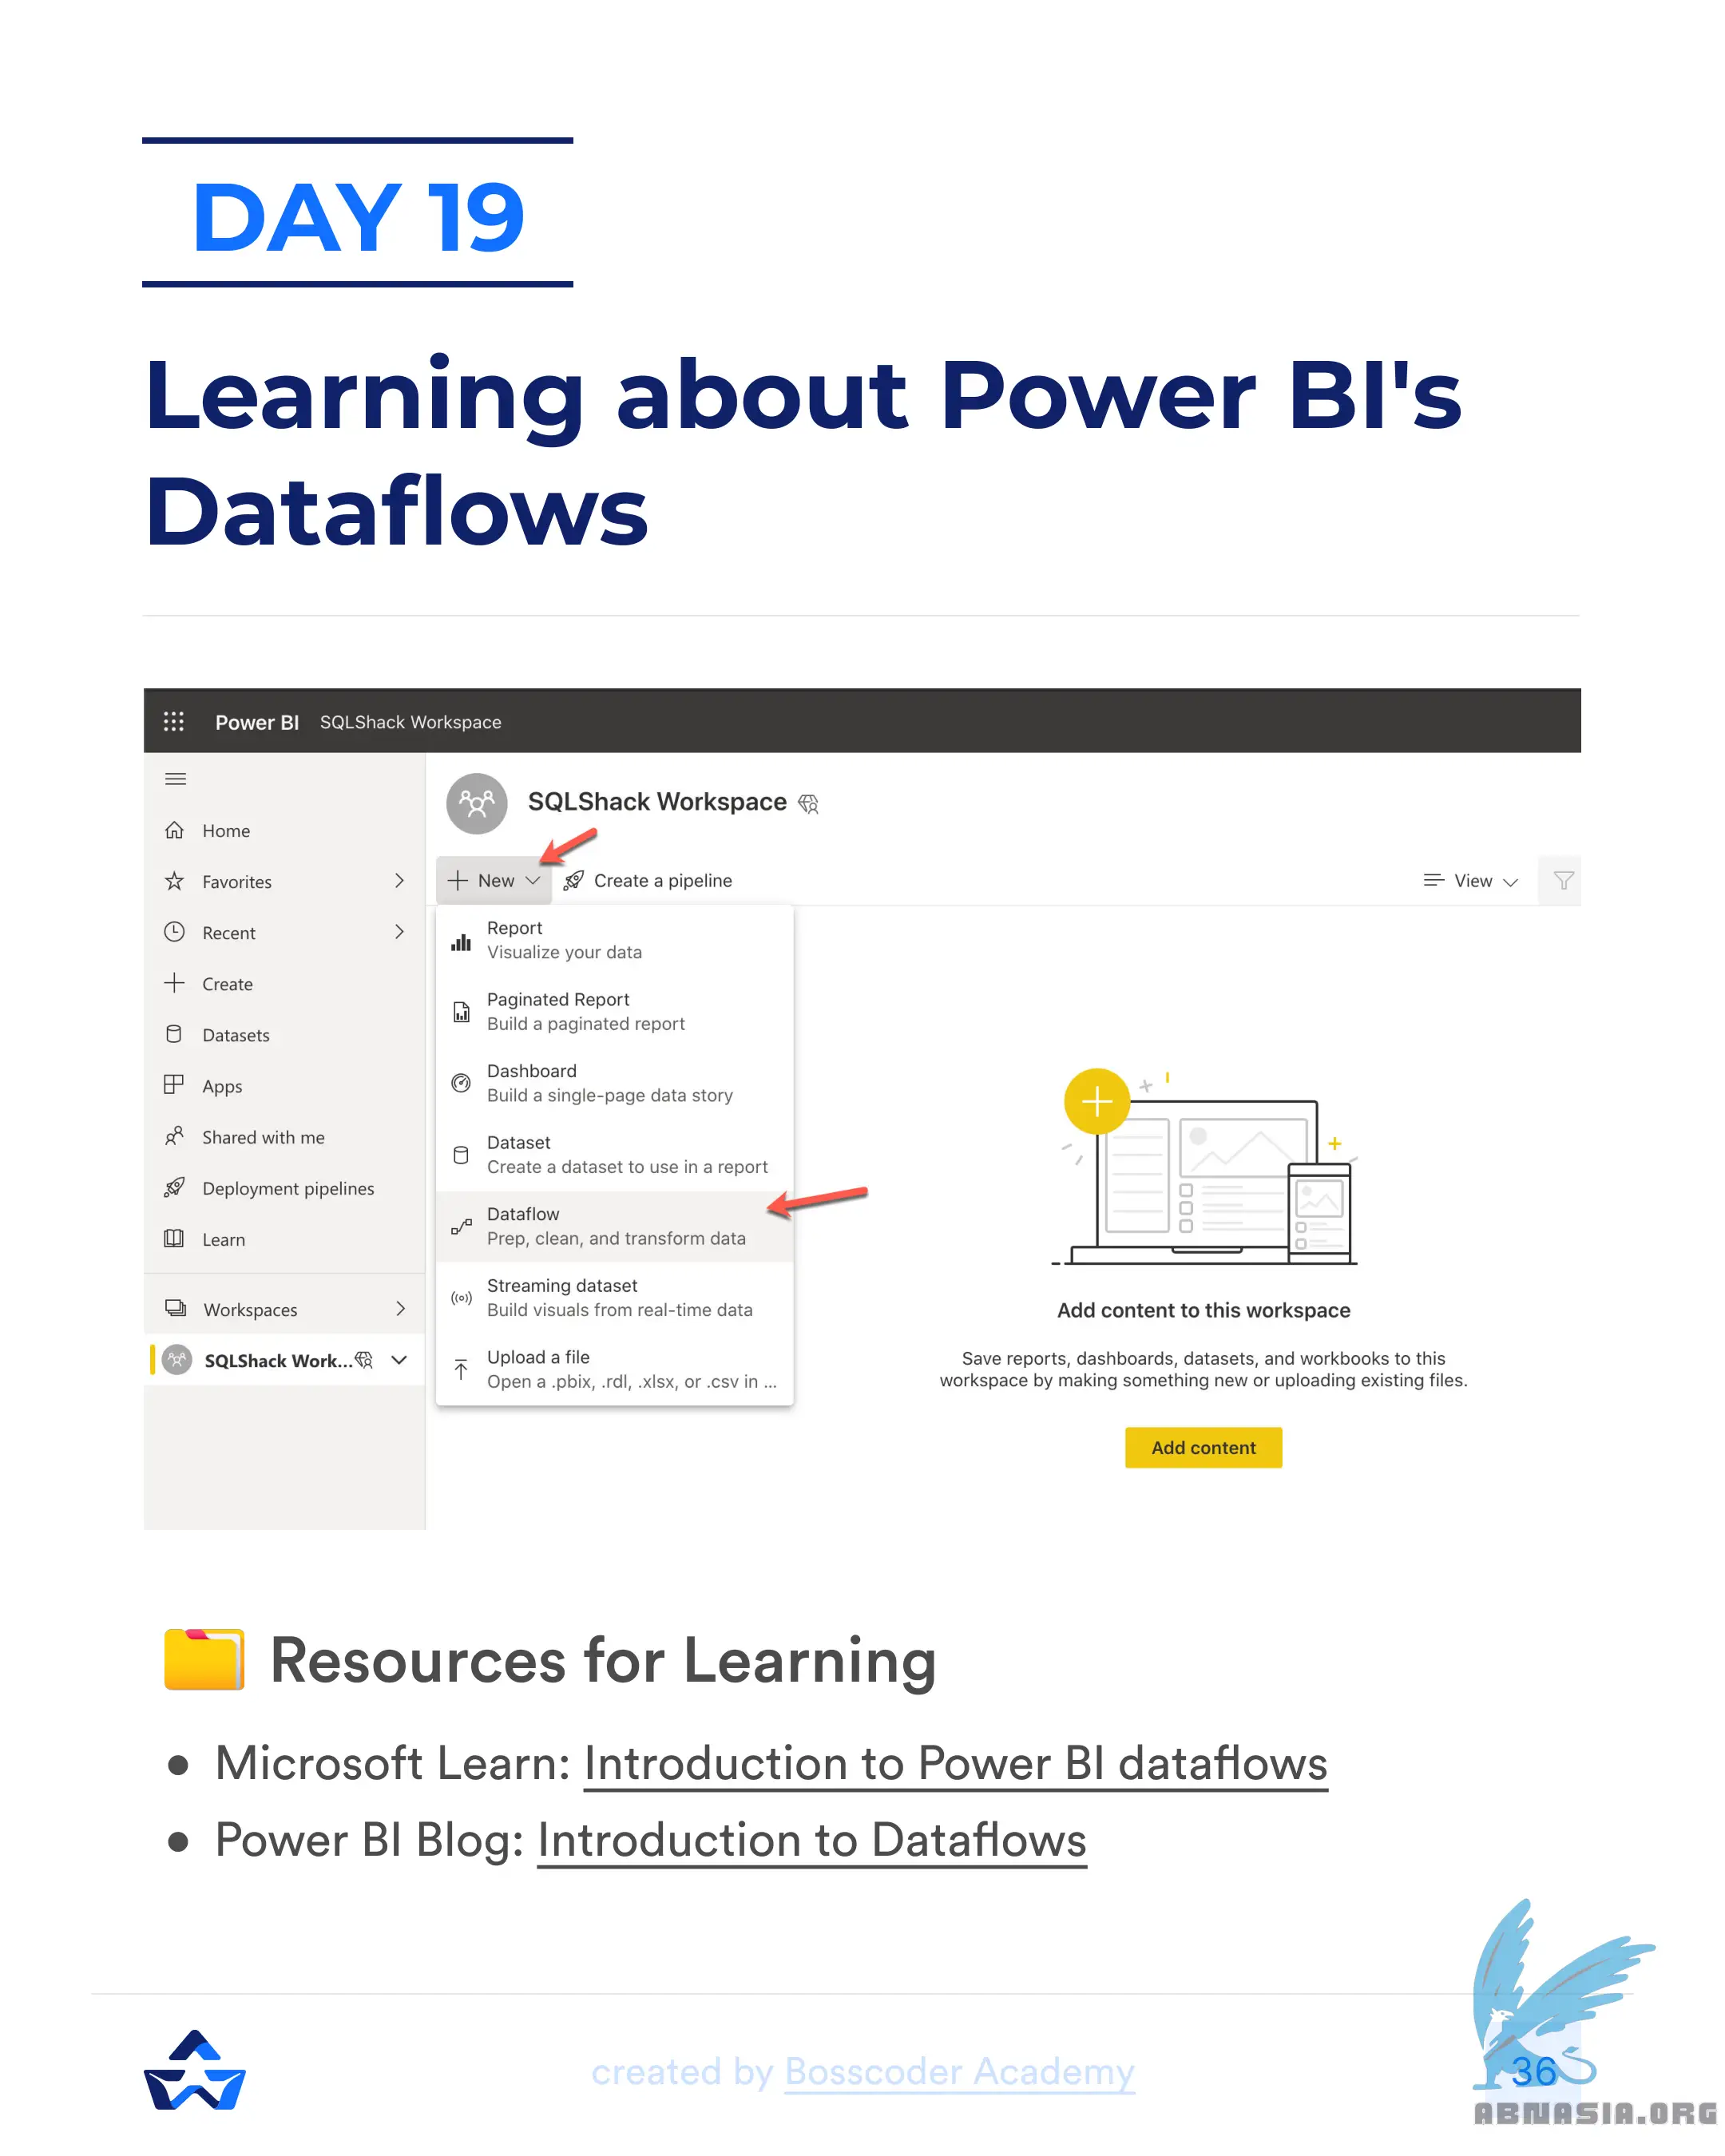 DAY 19
Learning about Power BI's
Dataflows
Power BI SQLShack Workspace
Home
Favorites
Recent
Create
Datasets
Apps
Shared with me
Deployment pipelines
Learn
Workspaces
SQLShack Work...
SQLShack Workspace
New
Create a pipeline
View
Report
Visualize your data
Paginated Report
Build a paginated report
Dashboard
Build a single-page data story
Dataset
Create a dataset to use in a report
Dataflow
Prep, clean, and transform data
Streaming dataset
Build visuals from real-time data
Upload a file
Open a .pbix, .rdl, .xlsx, or .csv in ...
Add content to this workspace
Save reports, dashboards, datasets, and workbooks to this
workspace by making something new or uploading existing files.
Add content
Resources for Learning
● Microsoft Learn: Introduction to Power BI dataflows
● Power BI Blog: Introduction to Dataflows
created by Bosscoder Academy
36
ABNASIA.ORG